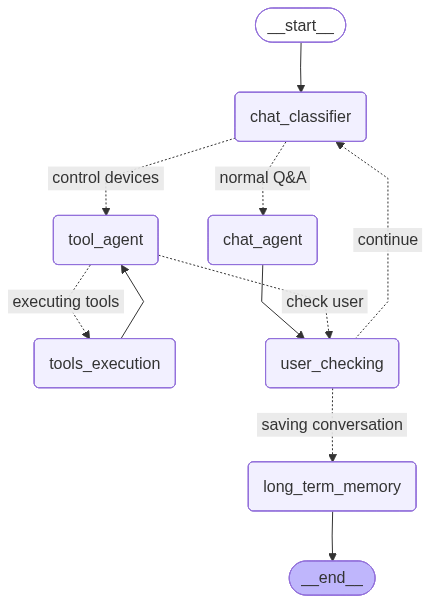 __start__
chat_classifier
control devices
normal Q&A
tool_agent
chat_agent
continue
executing tools
check user
tools_execution
user_checking
saving conversation
long_term_memory
__end__